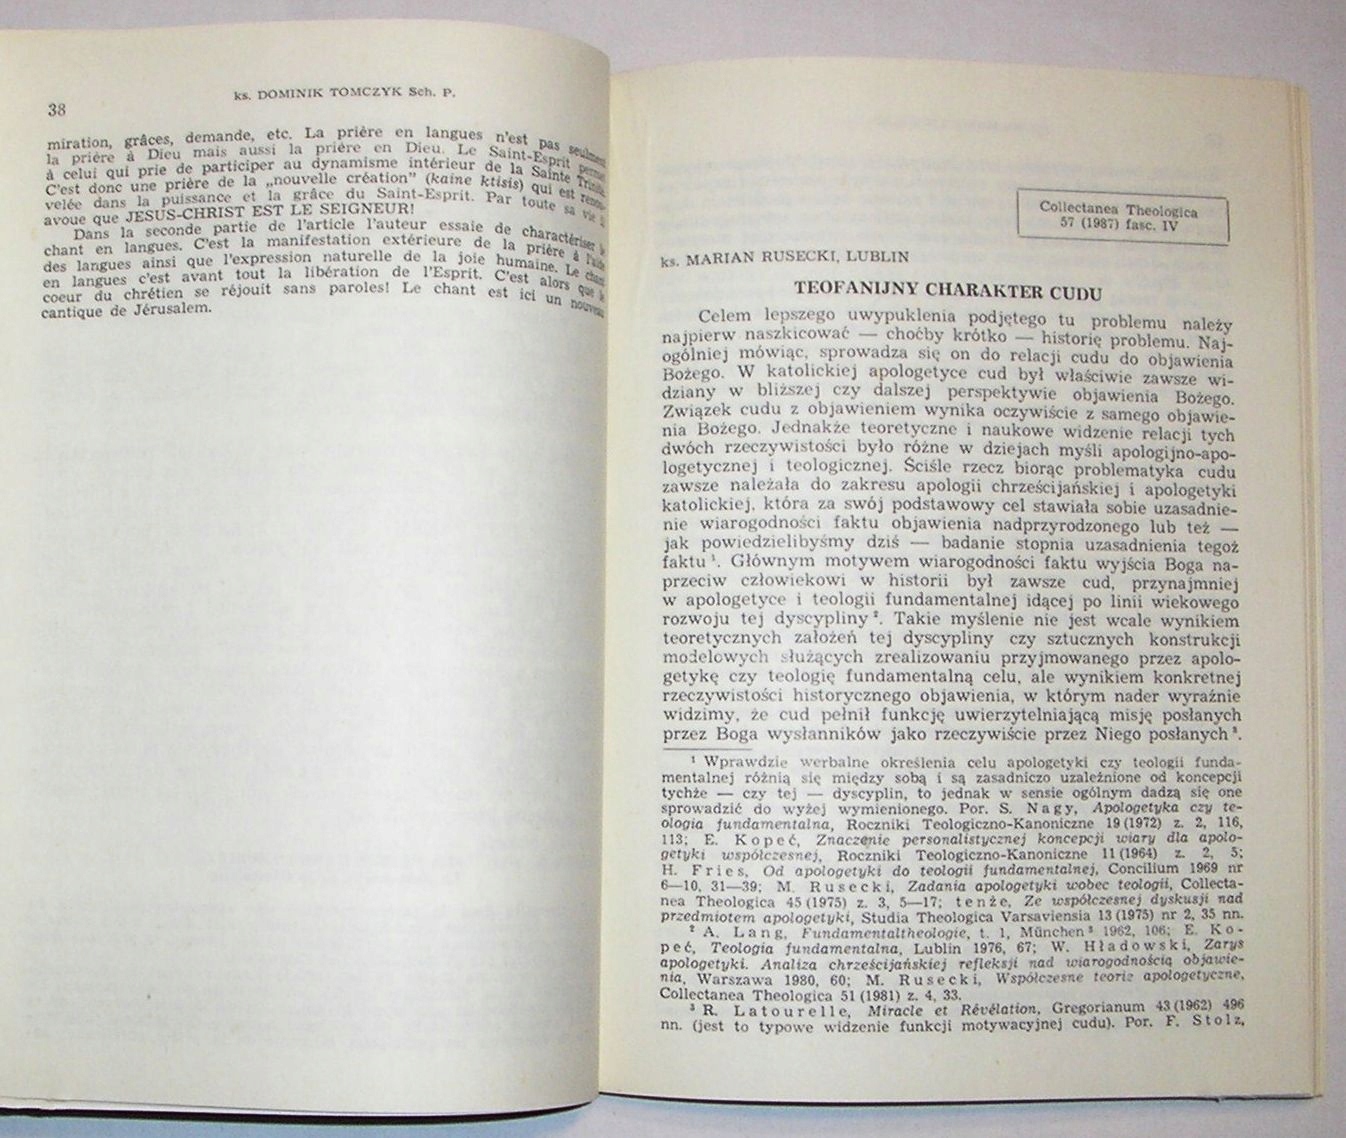 38
ks. DOMINIK TOMCZYK Sch. P.
miration, grâces, demande, etc. La prière en langues n'est pas seulment
la prière à Dieu mais aussi la prière en Dieu. Le Saint-Esprit permet
à celui qui prie de participer au dynamisme intérieur de la Sainte Trinité.
C'est donc une prière de la „nouvelle création" (kaine ktisis) qui est renou-
velée dans la puissance et la grâce du Saint-Esprit. Par toute sa vie il
avoue que JESUS-CHRIST EST LE SEIGNEUR!
Dans la seconde partie de l'article l'auteur essaie de charactériser le
chant en langues. C'est la manifestation extérieure de la prière à l'aide
des langues ainsi que l'expression naturelle de la joie humaine. Le chant
en langues c'est avant tout la libération de l'Esprit. C'est alors que le
coeur du chrétien se réjouit sans paroles! Le chant est ici un nouveau
cantique de Jérusalem.
Collectanea Theologica
57 (1987) fasc. IV
ks. MARIAN RUSECKI, LUBLIN
TEOFANIJNY CHARAKTER CUDU
Celem lepszego uwypuklenia podjętego tu problemu należy
najpierw naszkicować — choćby krótko — historię problemu. Naj-
ogólniej mówiąc, sprowadza się on do relacji cudu do objawienia
Bożego. W katolickiej apologetyce cud był właściwie zawsze wi-
dziany w bliższej czy dalszej perspektywie objawienia Bożego.
Związek cudu z objawieniem wynika oczywiście z samego objawie-
nia Bożego. Jednakże teoretyczne i naukowe widzenie relacji tych
dwóch rzeczywistości było różne w dziejach myśli apologijno-apo-
logetycznej i teologicznej. Ściśle rzecz biorąc problematyka cudu
zawsze należała do zakresu apologii chrześcijańskiej i apologetyki
katolickiej, która za swój podstawowy cel stawiała sobie uzasadnie-
nie wiarogodności faktu objawienia nadprzyrodzonego lub też —
jak powiedzielibyśmy dziś — badanie stopnia uzasadnienia tegoż
faktu ¹. Głównym motywem wiarogodności faktu wyjścia Boga na-
przeciw człowiekowi w historii był zawsze cud, przynajmniej
w apologetyce i teologii fundamentalnej idącej po linii wiekowego
rozwoju tej dyscypliny ². Takie myślenie nie jest wcale wynikiem
teoretycznych założeń tej dyscypliny czy sztucznych konstrukcji
modelowych służących zrealizowaniu przyjmowanego przez apolo-
getykę czy teologię fundamentalną celu, ale wynikiem konkretnej
rzeczywistości historycznego objawienia, w którym nader wyraźnie
widzimy, że cud pełnił funkcję uwierzytelniającą misję posłanych
przez Boga wysłanników jako rzeczywiście przez Niego posłanych ³.
¹ Wprawdzie werbalne określenia celu apologetyki czy teologii funda-
mentalnej różnią się między sobą i są zasadniczo uzależnione od koncepcji
tychże — czy tej — dyscyplin, to jednak w sensie ogólnym dadzą się one
sprowadzić do wyżej wymienionego. Por. S. Nagy, Apologetyka czy te-
ologia fundamentalna, Roczniki Teologiczno-Kanoniczne 19 (1972) z. 2, 116,
113; E. Kopeć, Znaczenie personalistycznej koncepcji wiary dla apolo-
getyki współczesnej, Roczniki Teologiczno-Kanoniczne 11 (1964) z. 2, 5;
H. Fries, Od apologetyki do teologii fundamentalnej, Concilium 1969 nr
6—10, 31—39; M. Rusecki, Zadania apologetyki wobec teologii, Collecta-
nea Theologica 45 (1975) z. 3, 5—17; tenże, Ze współczesnej dyskusji nad
przedmiotem apologetyki, Studia Theologica Varsaviensia 13 (1975) nr 2, 35 nn.
² A. Lang, Fundamentaltheologie, t. 1, München³ 1962, 106; E. Ko-
peć, Teologia fundamentalna, Lublin 1976, 67; W. Hładowski, Zarys
apologetyki. Analiza chrześcijańskiej refleksji nad wiarogodnością objawie-
nia, Warszawa 1980, 60; M. Rusecki, Współczesne teorie apologetyczne,
Collectanea Theologica 51 (1981) z. 4, 33.
³ R. Latourelle, Miracle et Révélation, Gregorianum 43 (1962) 496
nn. (jest to typowe widzenie funkcji motywacyjnej cudu). Por. F. Stolz,